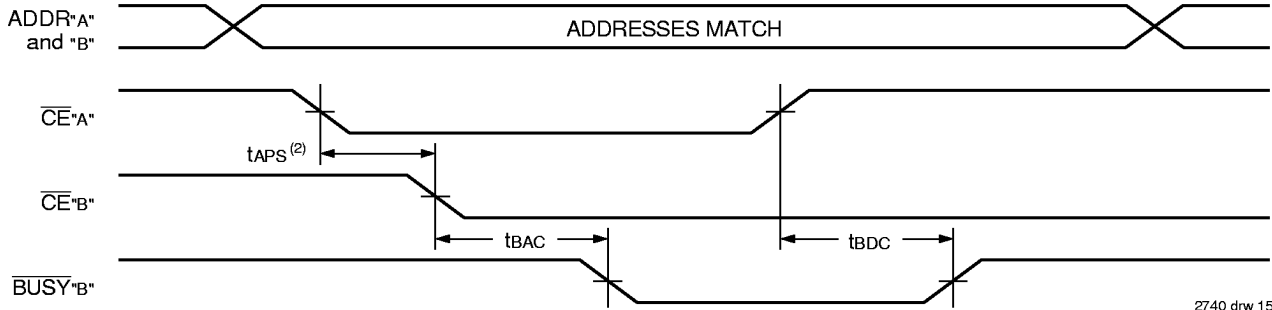 ADDR"A"
and "B"
ADDRESSES MATCH
CE"A"
tAPS (2)
CE"B"
tBAC
tBDC
BUSY"B"
2740 drw 15